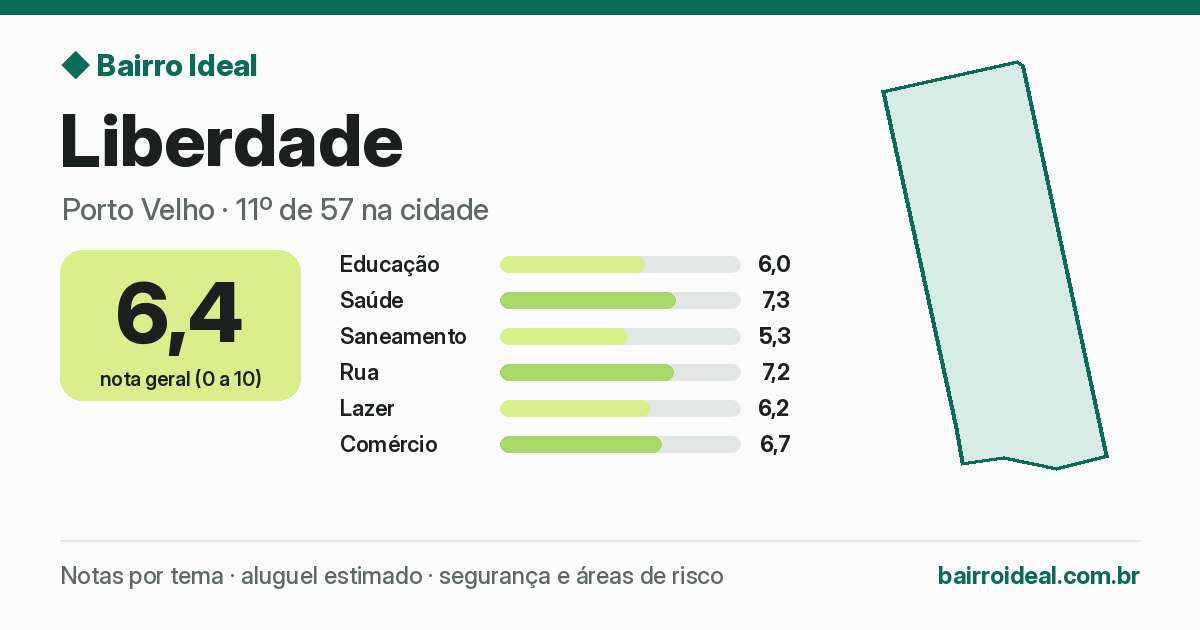 Bairro Ideal
Liberdade
Porto Velho · 11º de 57 na cidade
6,4
nota geral (0 a 10)
Educação 6,0
Saúde 7,3
Saneamento 5,3
Rua 7,2
Lazer 6,2
Comércio 6,7
Notas por tema · aluguel estimado · segurança e áreas de risco
bairroideal.com.br